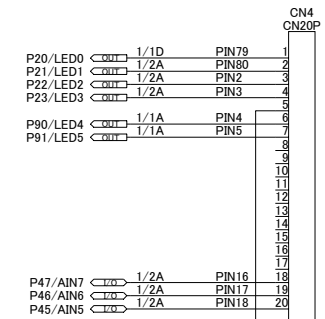 CN4
CN20P
P20/LED0 OUT 1/1D PIN79 1
P21/LED1 OUT 1/2A PIN80 2
P22/LED2 OUT 1/2A PIN2 3
P23/LED3 OUT 1/2A PIN3 4
5
P90/LED4 OUT 1/1A PIN4 6
P91/LED5 OUT 1/1A PIN5 7
8
9
10
11
12
13
14
15
16
17
P47/AIN7 I/O 1/2A PIN16 18
P46/AIN6 I/O 1/2A PIN17 19
P45/AIN5 I/O 1/2A PIN18 20